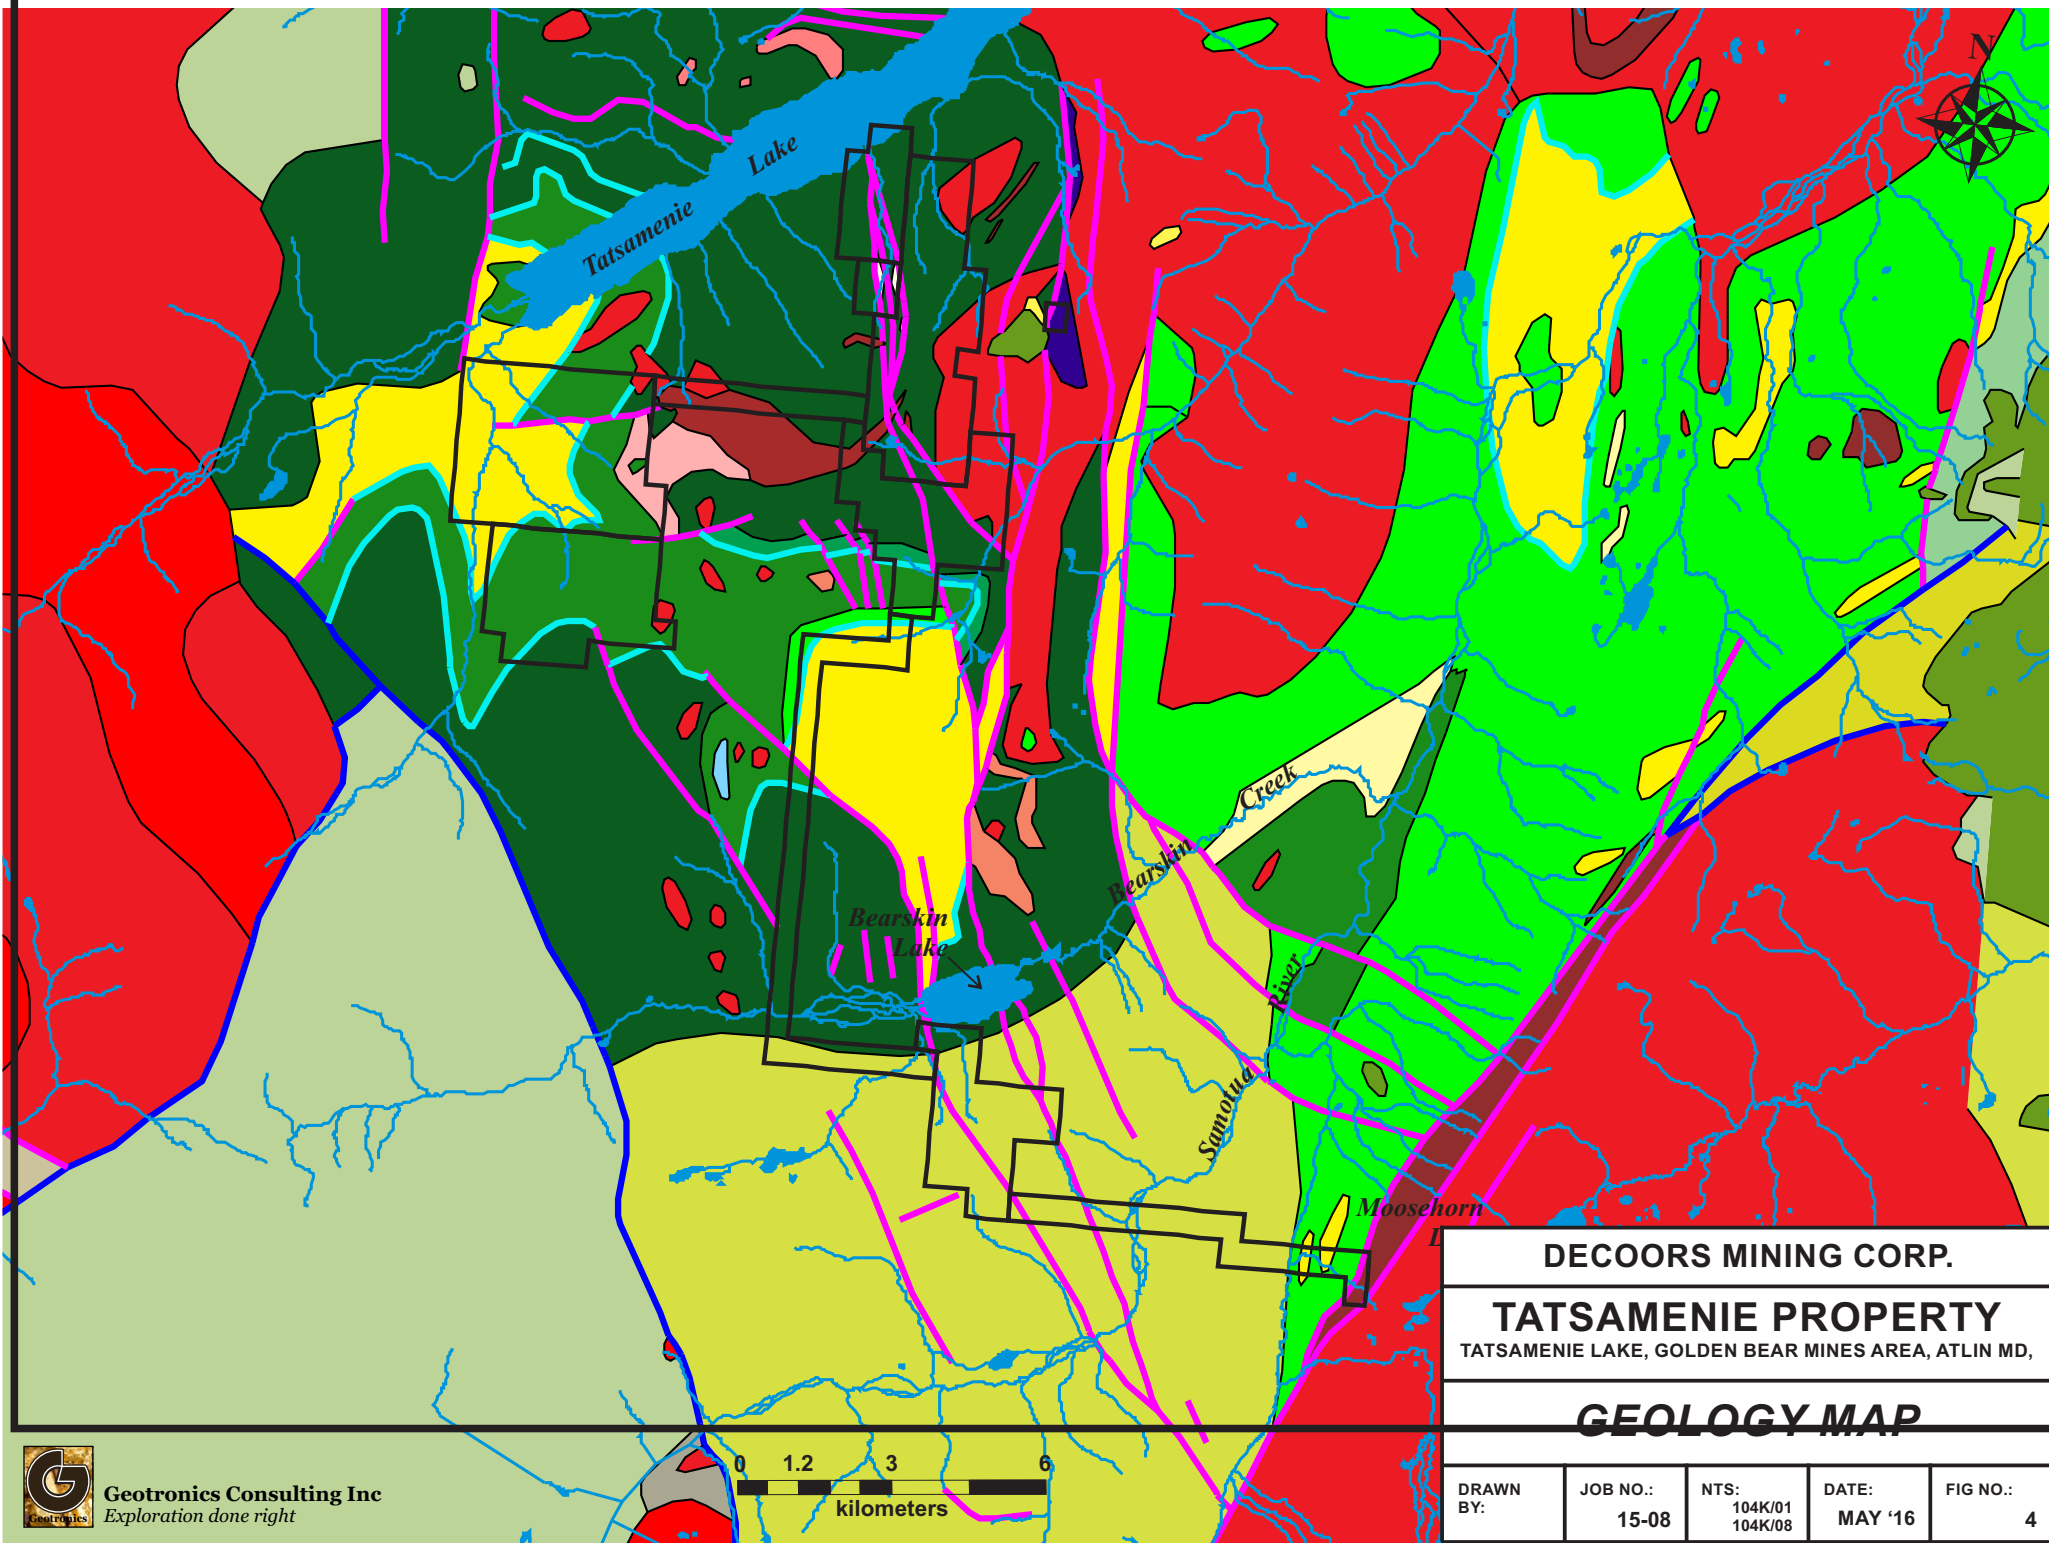 N
Lake
Tatsamenie
Creek
Bearskin
Bearskin
Lake
River
Samotua
Moosehorn
DECOORS MINING CORP.
TATSAMENIE PROPERTY
TATSAMENIE LAKE, GOLDEN BEAR MINES AREA, ATLIN MD,
GEOLOGY MAP
DRAWN
BY:
JOB NO.:
15-08
NTS:
104K/01
104K/08
DATE:
MAY ‘16
FIG NO.:
4
0 1.2 3 6
kilometers
Geotronics
Geotronics Consulting Inc
Exploration done right